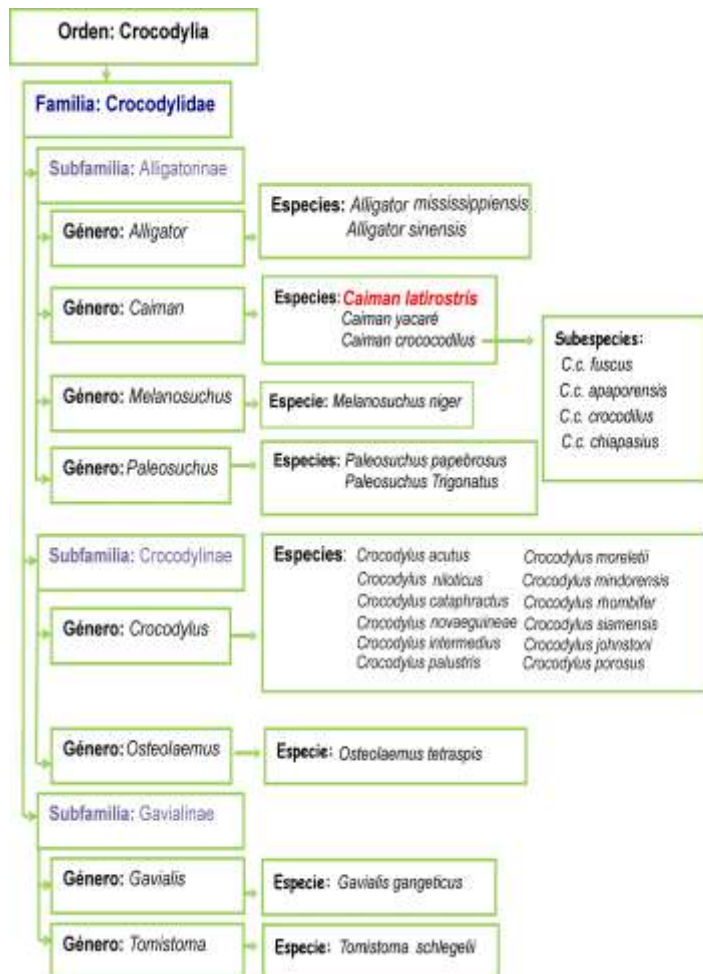 Orden: Crocodylia
Familia: Crocodylidae
Subfamilia: Alligatorinae
Género: Alligator
Especies: Alligator mississippiensis
Alligator sinensis
Género: Caiman
Especies: Caiman latirostris
Caiman yacaré
Caiman crococodilus
Subespecies:
C.c. fuscus
C.c. apaporensis
C.c. crocodilus
C.c. chiapasius
Género: Melanosuchus
Especie: Melanosuchus niger
Género: Paleosuchus
Especies: Paleosuchus papebrosus
Paleosuchus Trigonatus
Subfamilia: Crocodylinae
Género: Crocodylus
Especies: Crocodylus acutus
Crocodylus niloticus
Crocodylus cataphractus
Crocodylus novaeguineae
Crocodylus intermedius
Crocodylus palustris
Crocodylus moreletii
Crocodylus mindorensis
Crocodylus rhombifer
Crocodylus siamensis
Crocodylus johnstoni
Crocodylus porosus
Género: Osteolaemus
Especie: Osteolaemus tetraspis
Subfamilia: Gavialinae
Género: Gavialis
Especie: Gavialis gangeticus
Género: Tomistoma
Especie: Tomistoma schlegelii